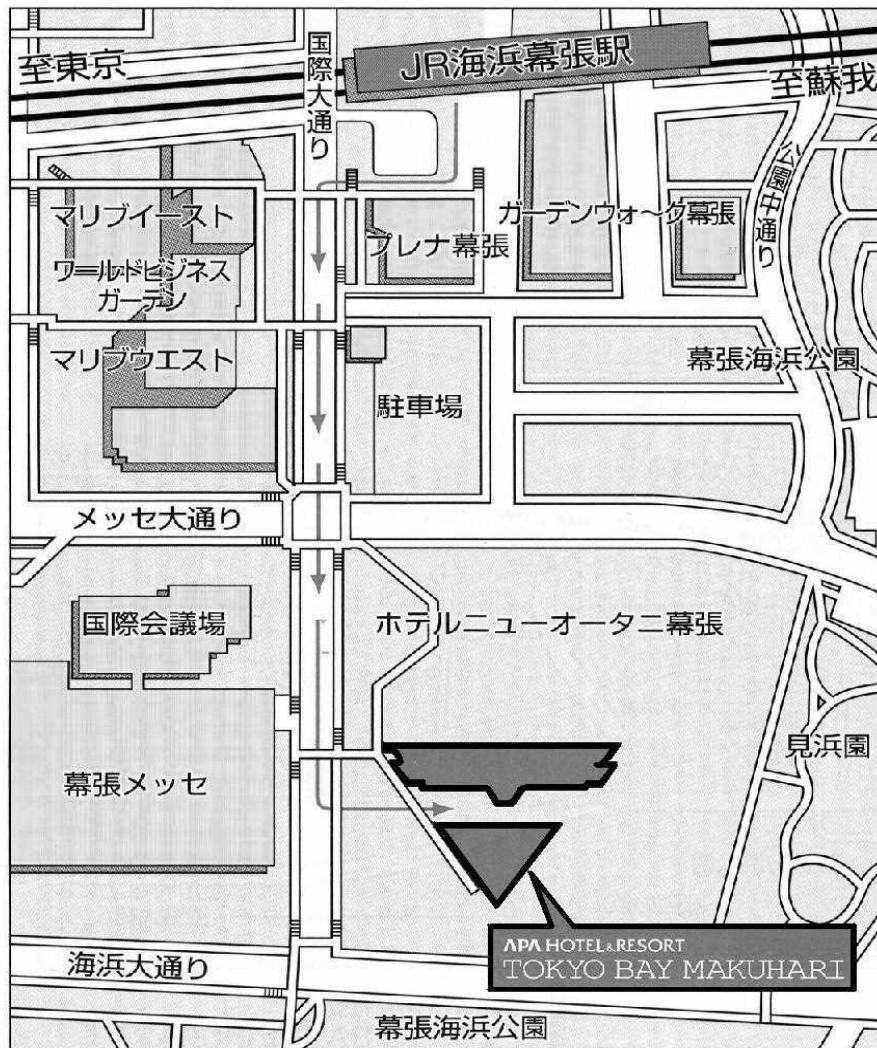 JR海浜幕張駅
至東京
国際大通り
至蘇我
公園中通り
マリブイースト
プレナ幕張
ガーデンウォ〜ク幕張
ワールドビジネス
ガーデン
マリブウエスト
幕張海浜公園
駐車場
メッセ大通り
国際会議場
ホテルニューオータニ幕張
見浜園
幕張メッセ
APA HOTEL&RESORT
TOKYO BAY MAKUHARI
海浜大通り
幕張海浜公園